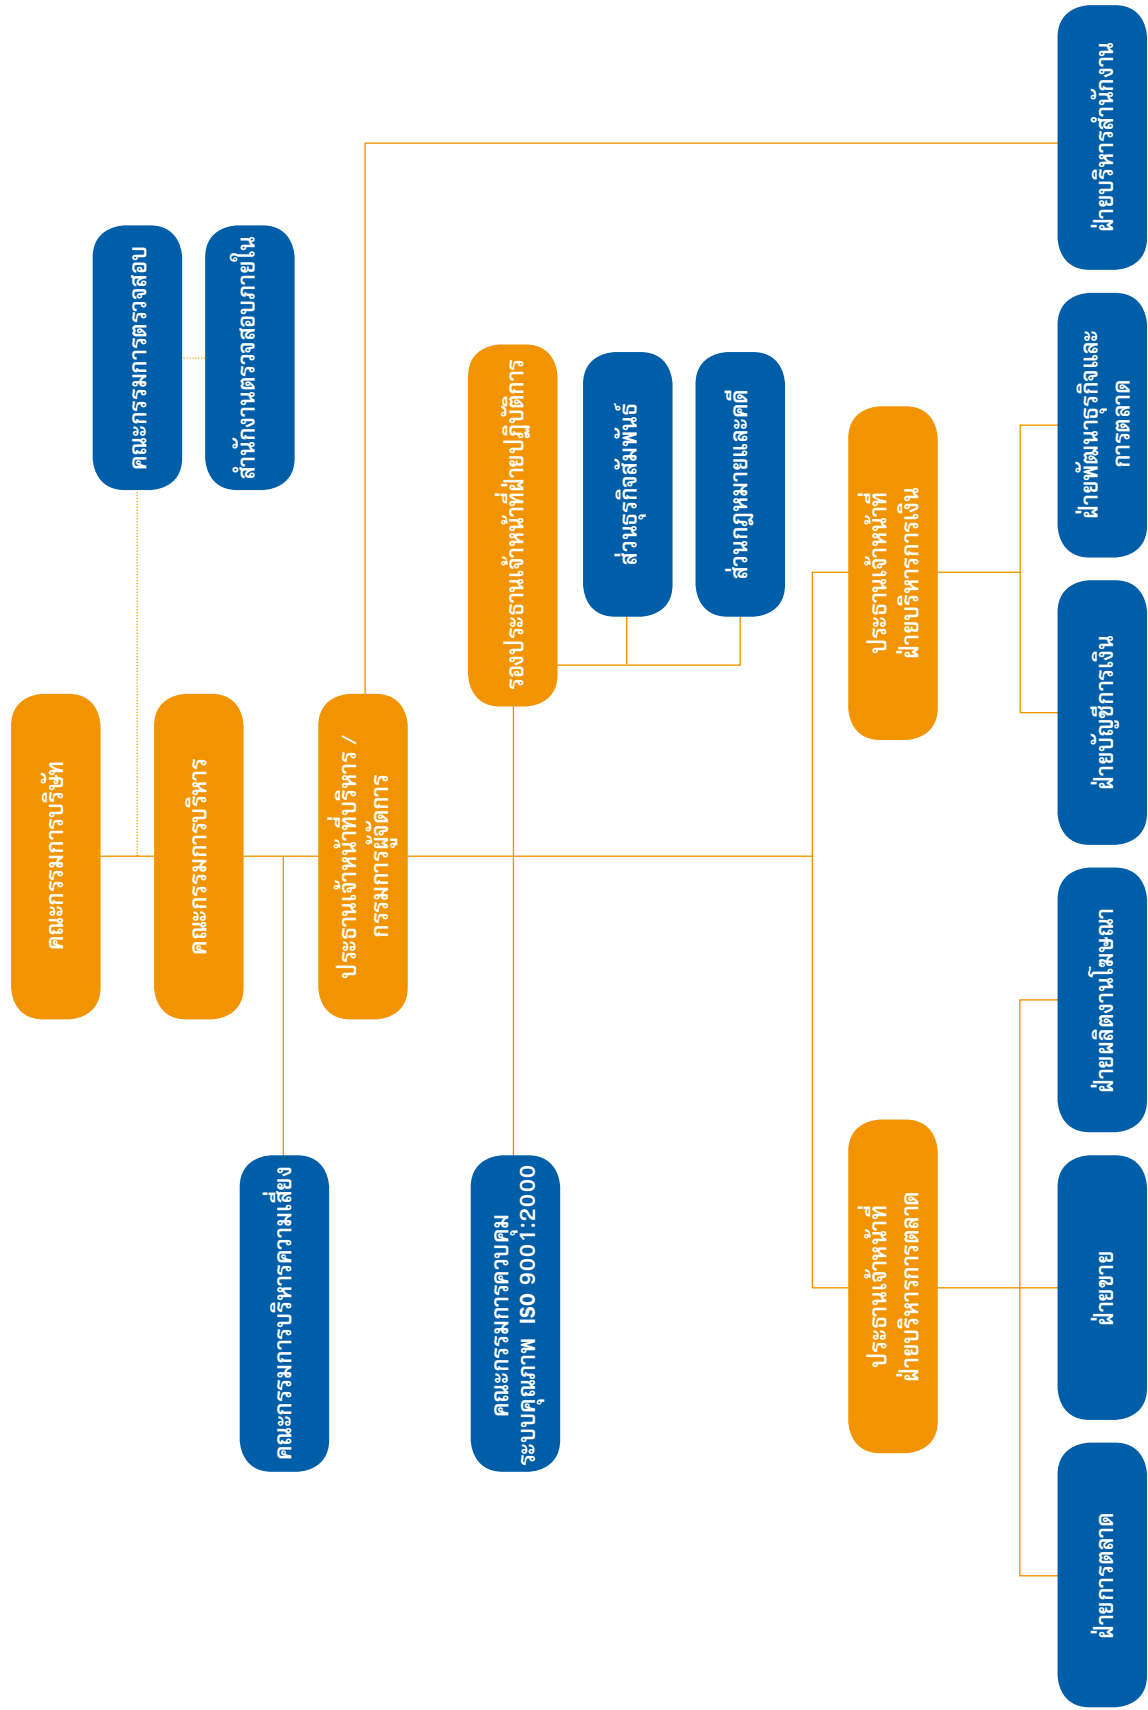 คณะกรรมการบริษัท
คณะกรรมการตรวจสอบ
คณะกรรมการบริหาร
สำนักงานตรวจสอบภายใน
คณะกรรมการบริหารความเสี่ยง
ประธานเจ้าหน้าที่บริหาร /
กรรมการผู้จัดการ
คณะกรรมการควบคุม
ระบบคุณภาพ ISO 9001:2000
รองประธานเจ้าหน้าที่ฝ่ายปฏิบัติการ
ส่วนธุรกิจสัมพันธ์
ส่วนกฎหมายและคดี
ประธานเจ้าหน้าที่
ฝ่ายบริหารการตลาด
ประธานเจ้าหน้าที่
ฝ่ายบริหารการเงิน
ฝ่ายการตลาด
ฝ่ายขาย
ฝ่ายผลิตงานโฆษณา
ฝ่ายบัญชีการเงิน
ฝ่ายพัฒนาธุรกิจและ
การตลาด
ฝ่ายบริหารสำนักงาน